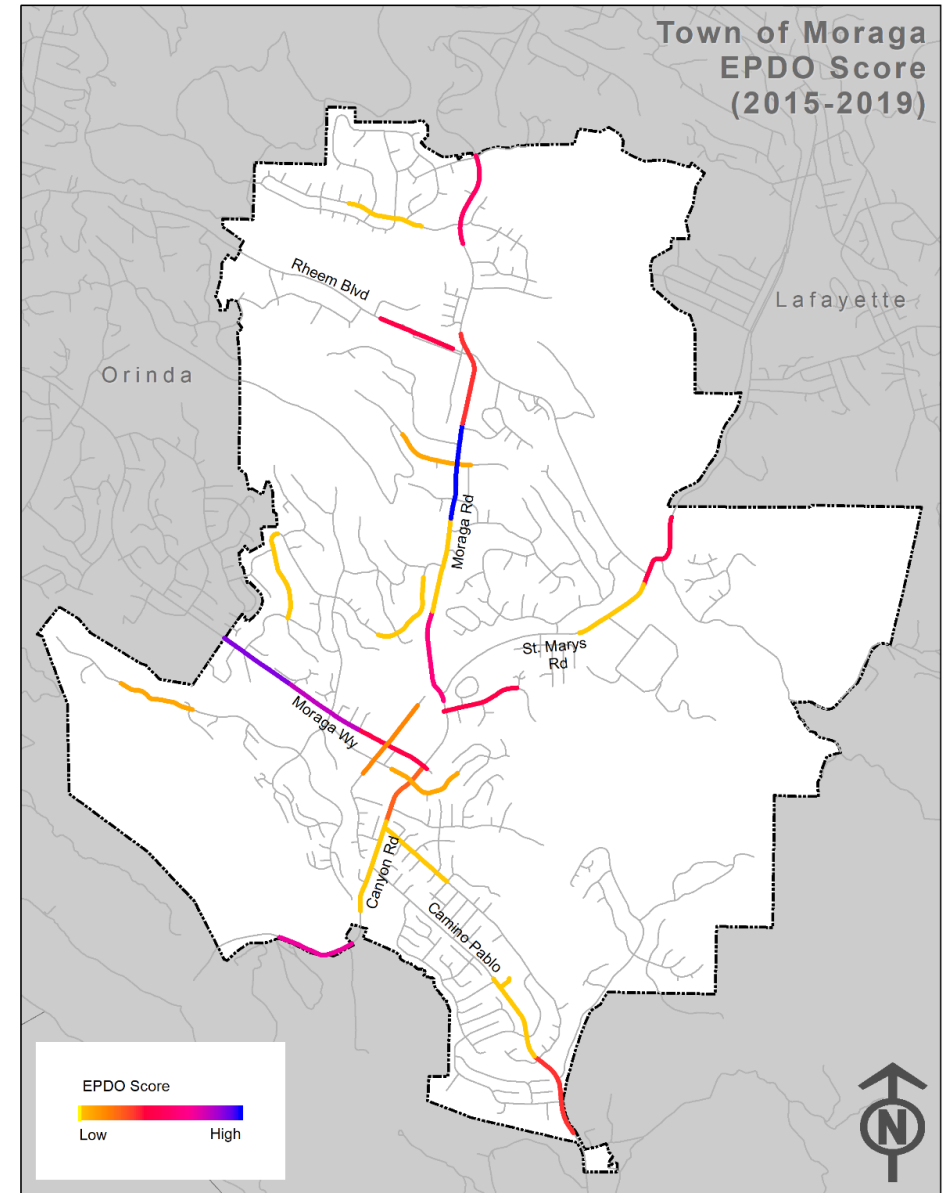 Town of Moraga
EPDO Score
(2015-2019)
Rheem Blvd
Lafayette
Orinda
Moraga Rd
St. Marys
Rd
Moraga Wy
Canyon Rd
Camino Pablo
EPDO Score
Low
High
N